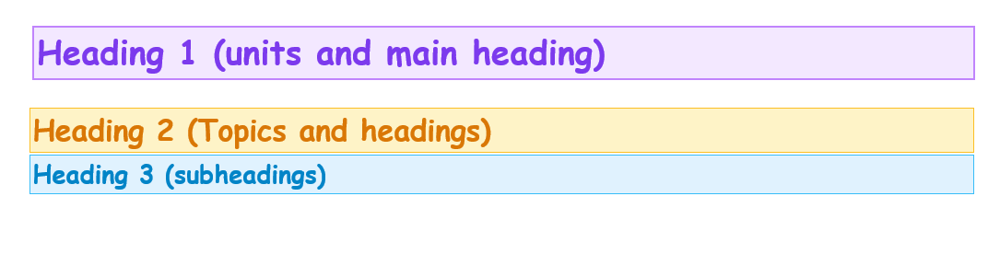 Heading 1 (units and main heading)
Heading 2 (Topics and headings)
Heading 3 (subheadings)